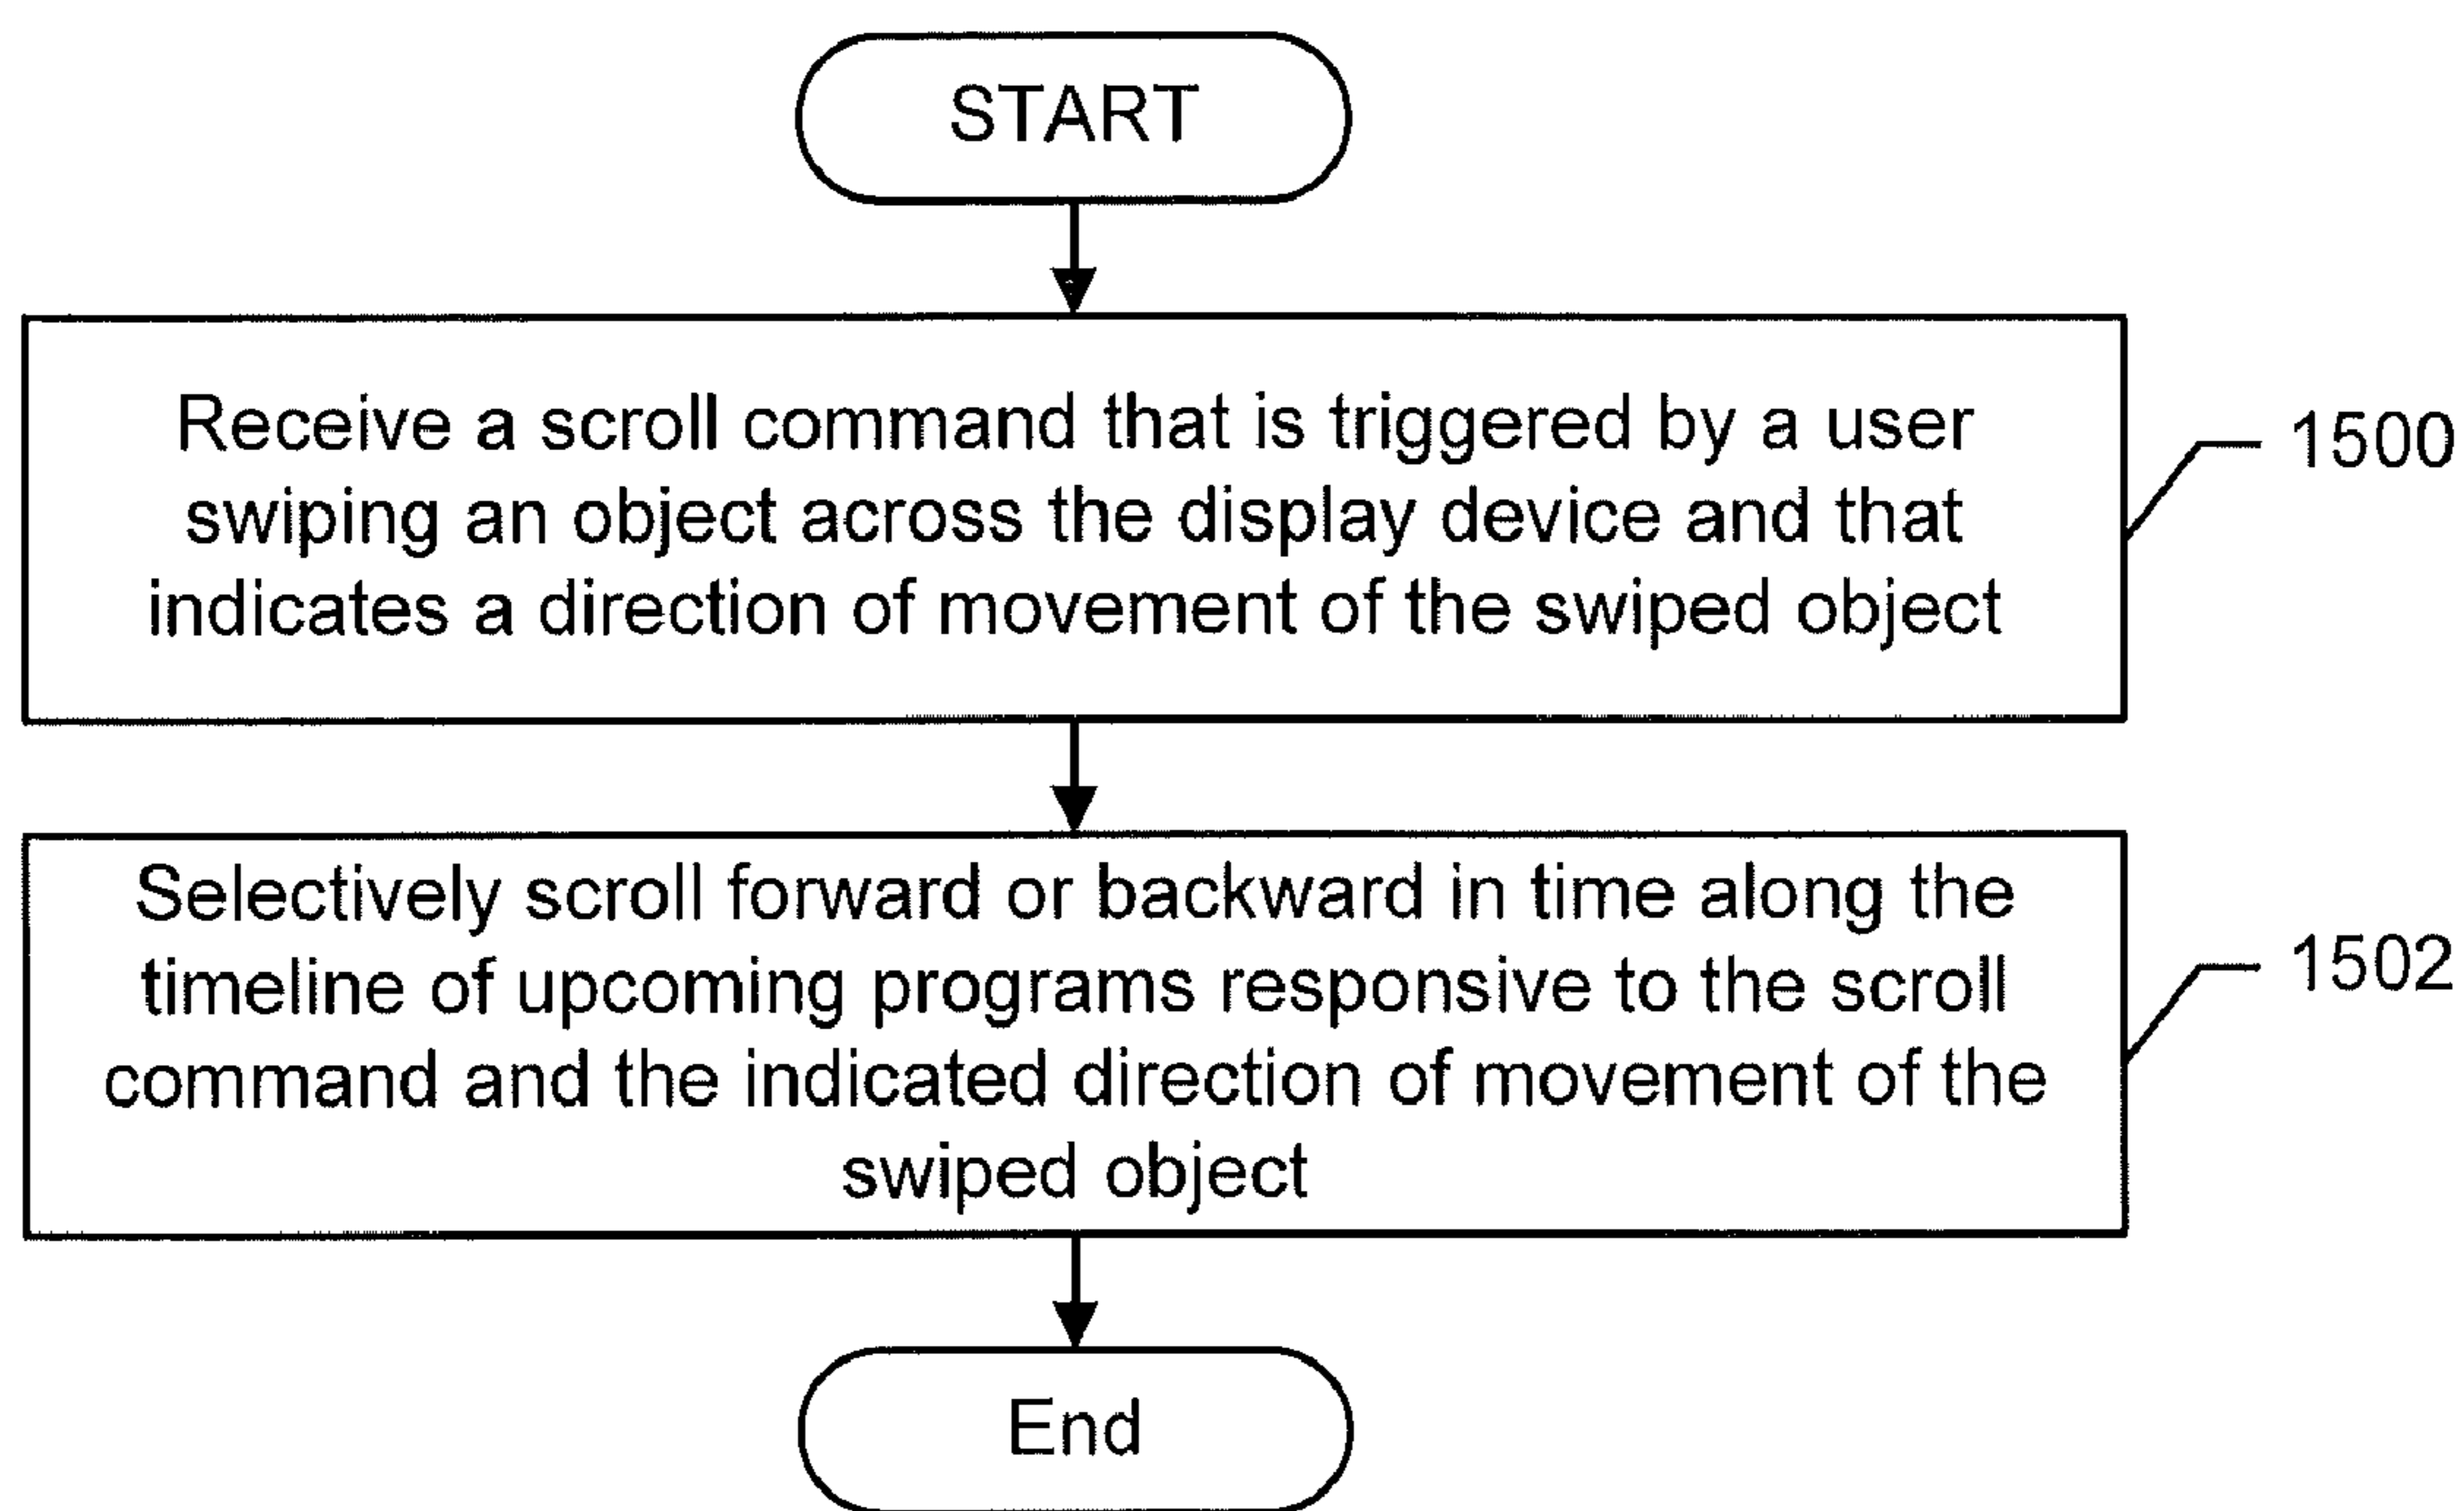 START
Receive a scroll command that is triggered by a user
swiping an object across the display device and that
indicates a direction of movement of the swiped object
1500
Selectively scroll forward or backward in time along the
timeline of upcoming programs responsive to the scroll
command and the indicated direction of movement of the
swiped object
1502
End